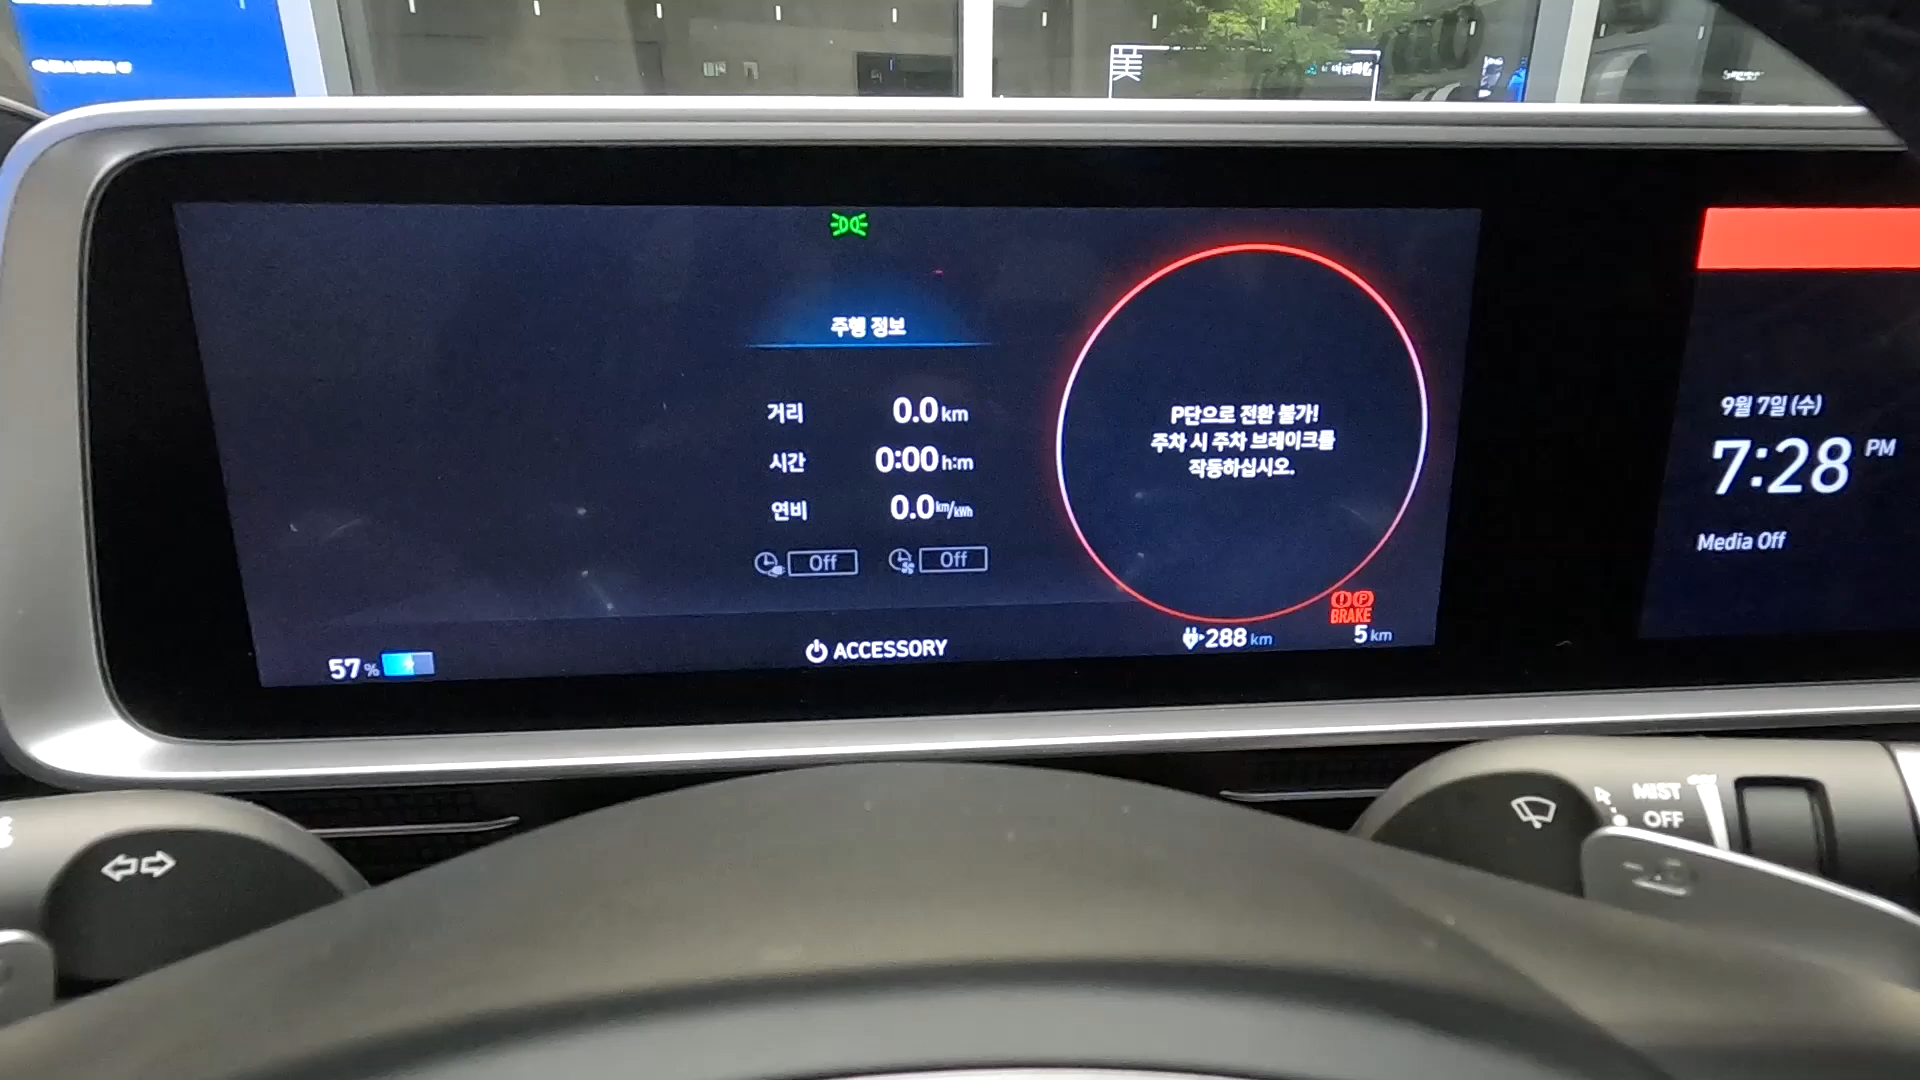 주행 정보
거리 0.0 km
시간 0:00 h:m
연비 0.0 km/kWh
Off Off
P단으로 전환 불가!
주차 시 주차 브레이크를
작동하십시오.
BRAKE
57 %
ACCESSORY
288 km
5 km
9월 7일 (수)
7:28 PM
Media Off
MIST
OFF